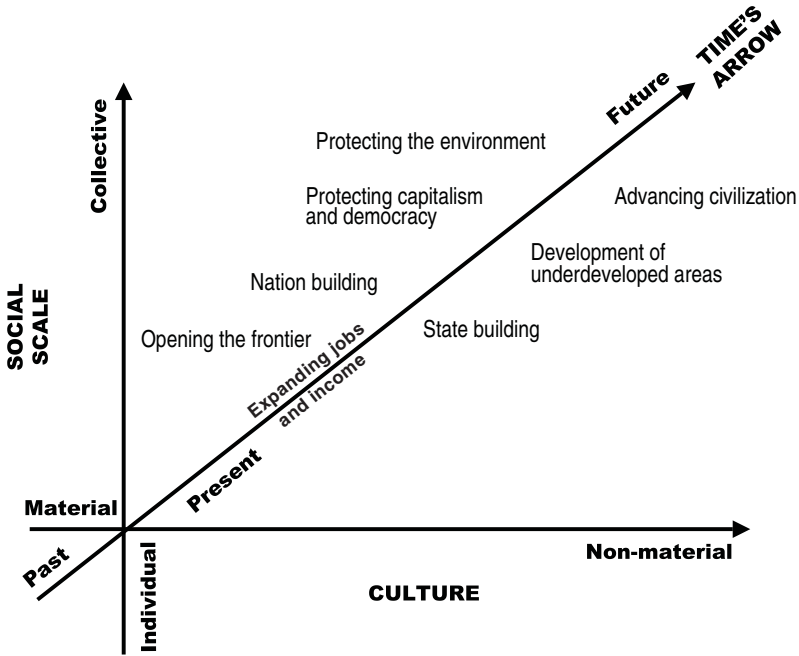 TIME'S
ARROW
Future
Collective
Protecting the environment
Protecting capitalism
and democracy
Advancing civilization
Development of
underdeveloped areas
Nation building
SOCIAL
SCALE
Opening the frontier
State building
Expanding jobs
and income
Present
Material
Past
Individual
Non-material
CULTURE